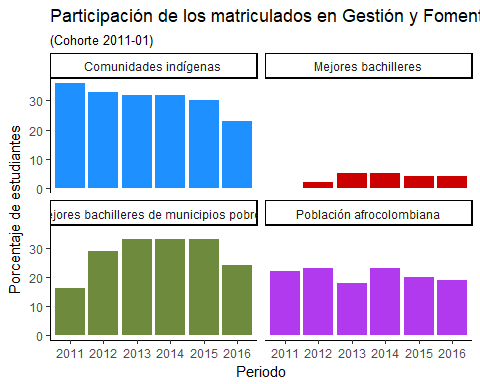 Participación de los matriculados en Gestión y Foment
(Cohorte 2011-01)
Comunidades indígenas
Mejores bachilleres
30
20
10
0
ejores bachilleres de municipios pobre
Población afrocolombiana
30
20
10
0
Porcentaje de estudiantes
2011 2012 2013 2014 2015 2016
2011 2012 2013 2014 2015 2016
Periodo